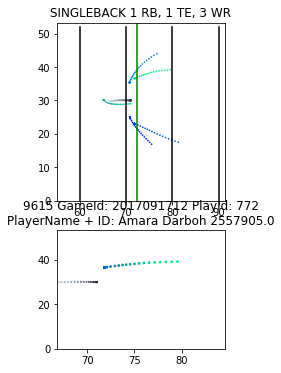 SINGLEBACK 1 RB, 1 TE, 3 WR
50
40
30
20
10
0
60 70 80 90
9615 GameId: 2017091712 PlayId: 772
PlayerName + ID: Amara Darboh 2557905.0
40
20
0
70 75 80